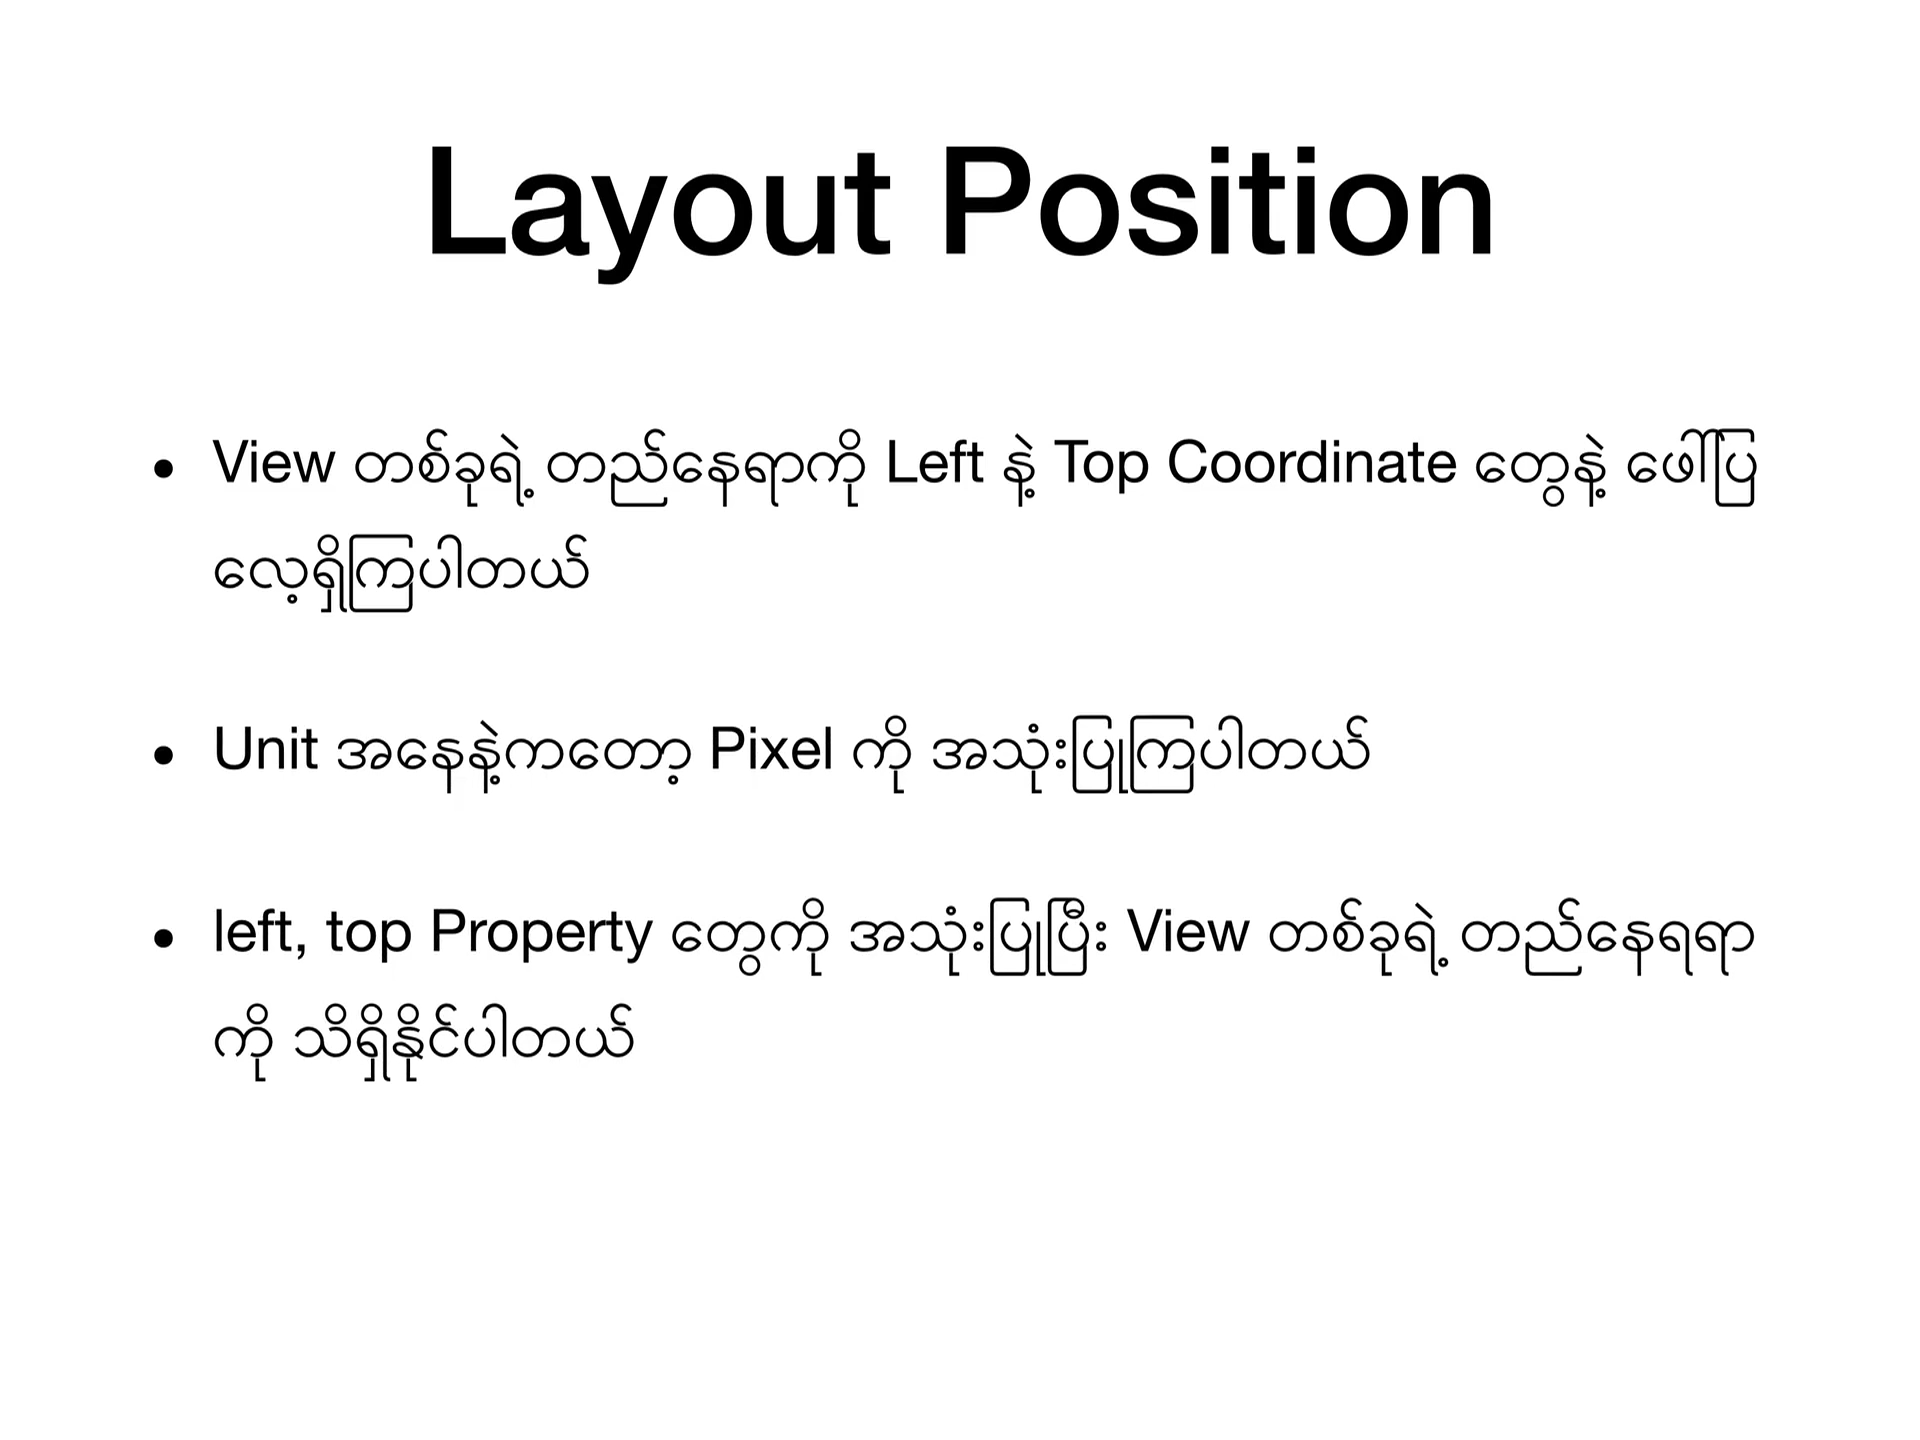 Layout Position
• View တစ်ခုရဲ့ တည်နေရာကို Left နဲ့ Top Coordinate တွေနဲ့ ဖေါ်ပြ
လေ့ရှိကြပါတယ်
• Unit အနေနဲ့ကတော့ Pixel ကို အသုံးပြုကြပါတယ်
• left, top Property တွေကို အသုံးပြုပြီး View တစ်ခုရဲ့ တည်နေရရာ
ကို သိရှိနိုင်ပါတယ်